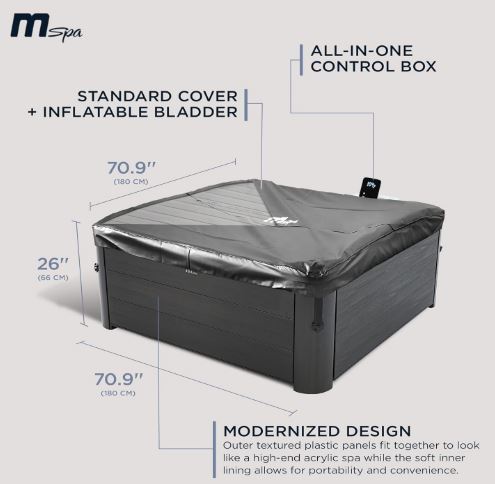 mspa
ALL-IN-ONE
CONTROL BOX
STANDARD COVER
+ INFLATABLE BLADDER
70.9''
(180 CM)
26''
(66 CM)
70.9''
(180 CM)
MODERNIZED DESIGN
Outer textured plastic panels fit together to look
like a high-end acrylic spa while the soft inner
lining allows for portability and convenience.